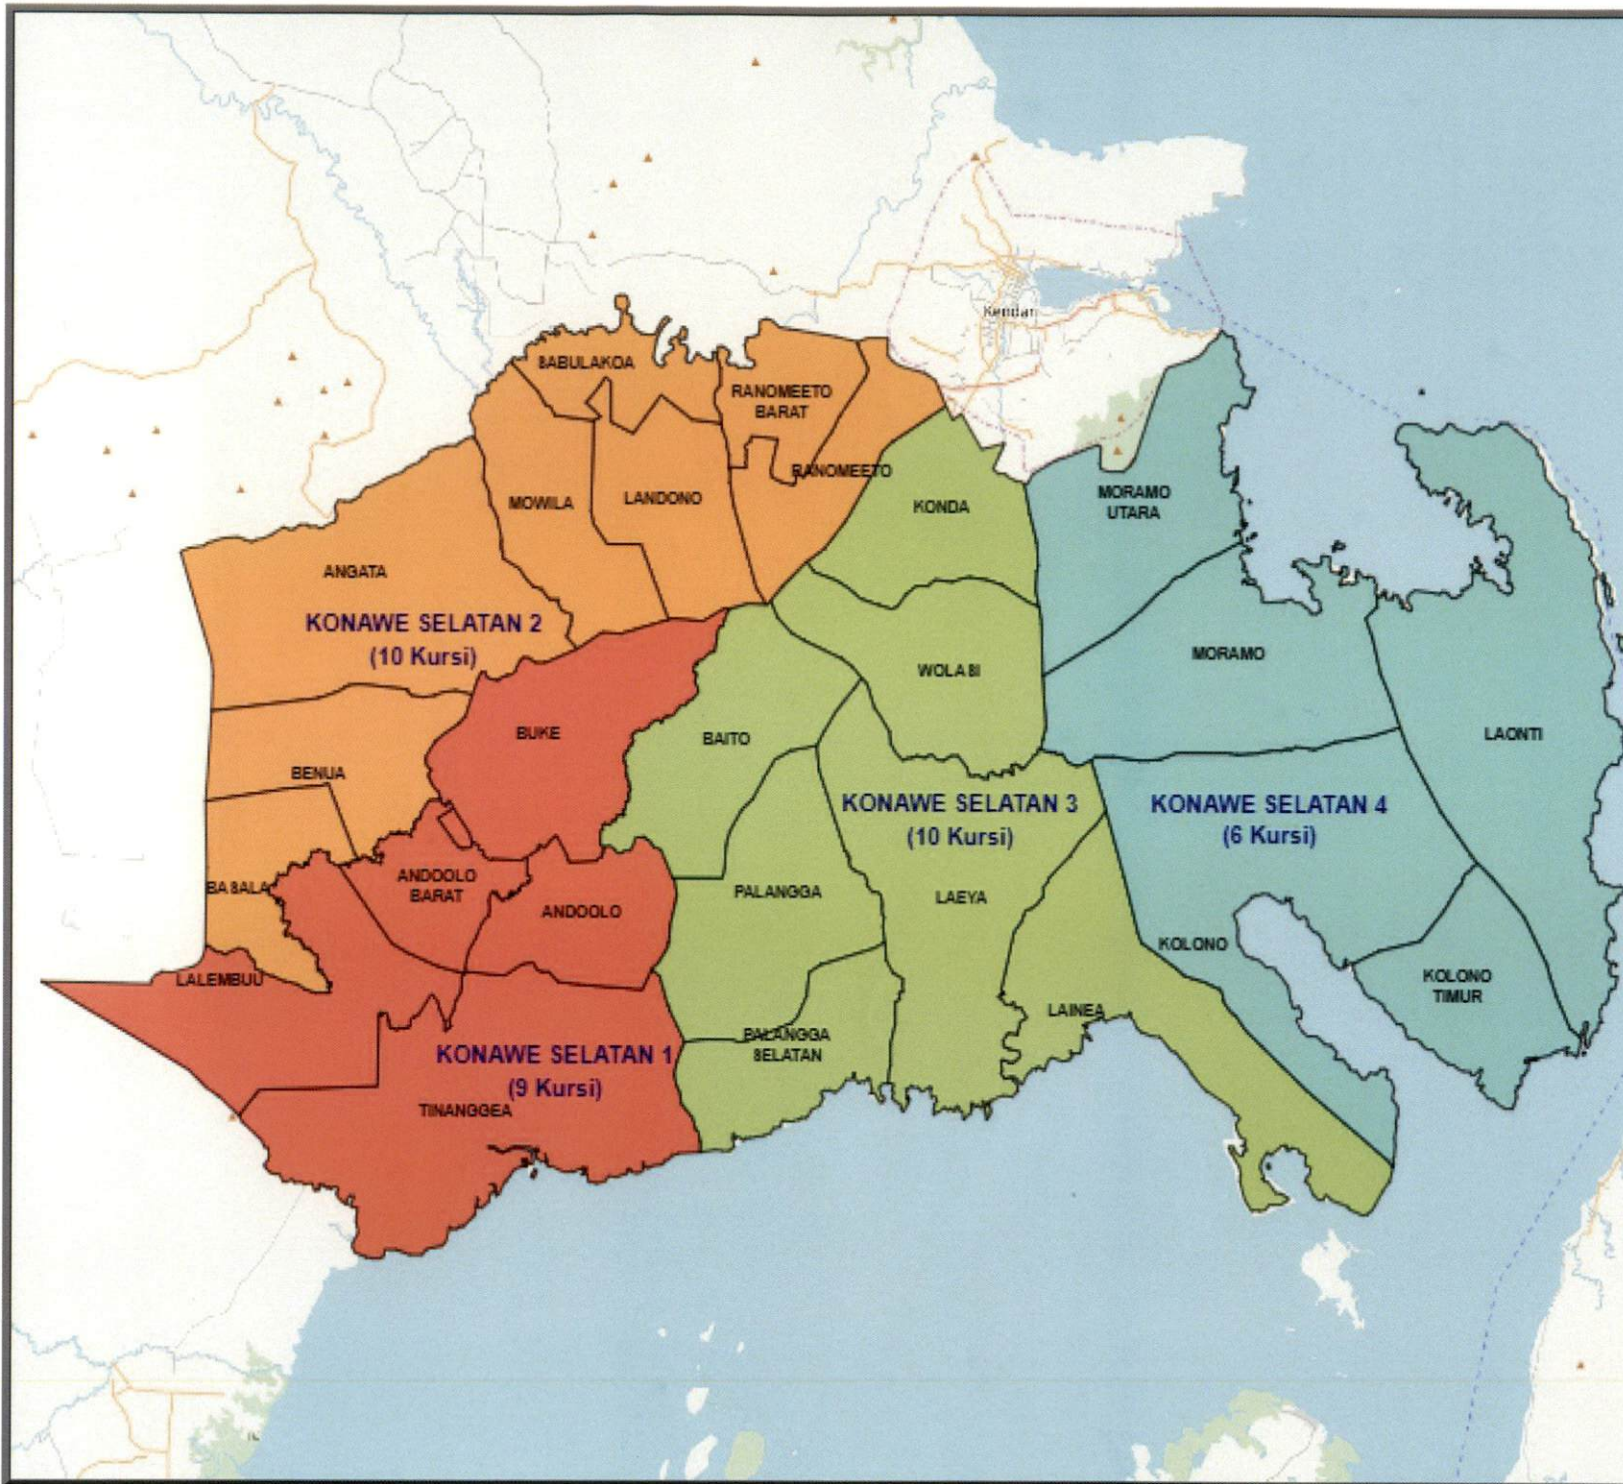 Kendari
SABULAKOA
RANOMEETO
BARAT
RANOMEETO
MOWILA
LANDONO
KONDA
MORAMO
UTARA
ANGATA
KONAWE SELATAN 2
(10 Kursi)
WOLASI
MORAMO
BUKE
BAITO
LAONTI
BENUA
KONAWE SELATAN 3
(10 Kursi)
KONAWE SELATAN 4
(6 Kursi)
BASALA
ANDOOLO
BARAT
ANDOOLO
PALANGGA
LAEYA
KOLONO
LALEMBUU
KOLONO
TIMUR
LAINEA
PALANGGA
SELATAN
KONAWE SELATAN 1
(9 Kursi)
TINANGGEA